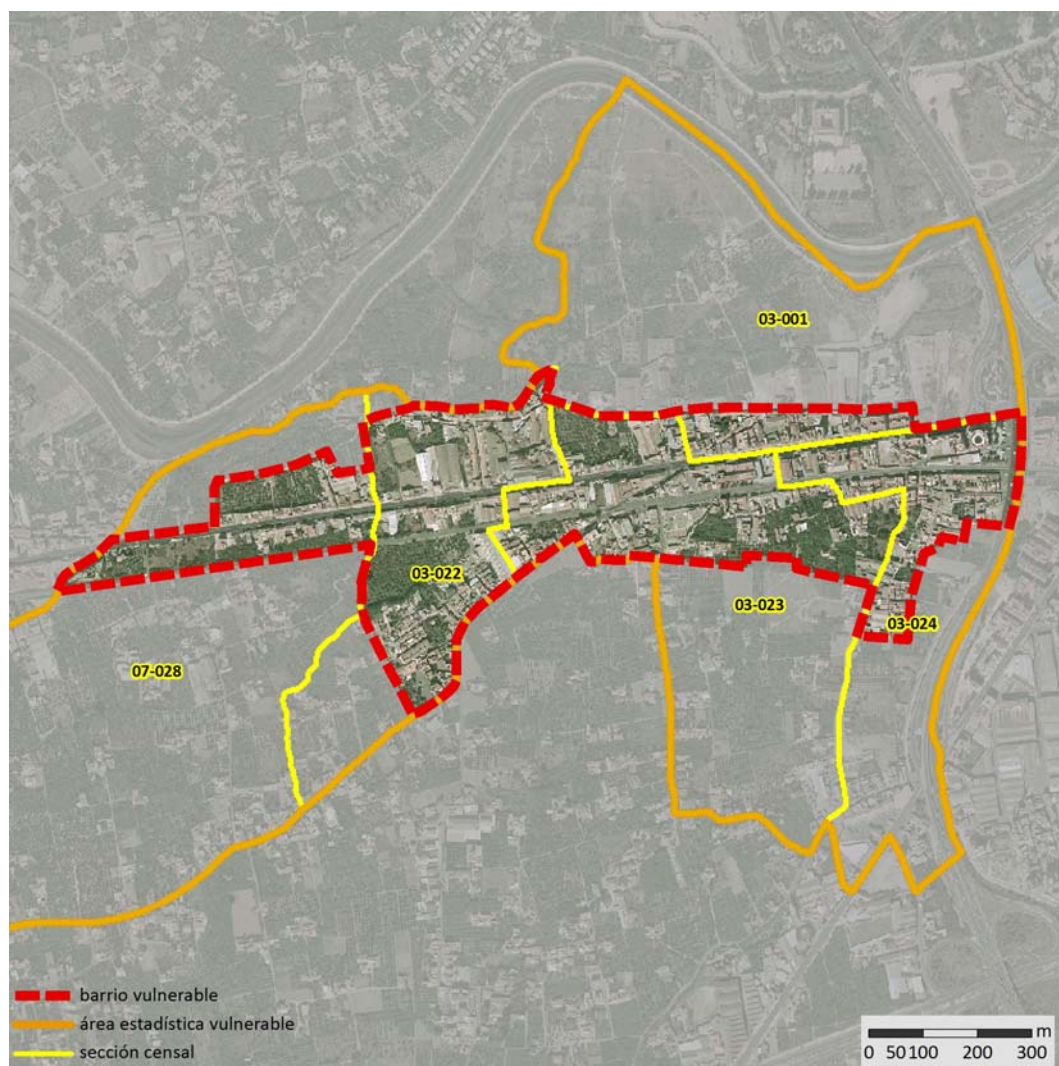 03-001
03-022
03-023
03-024
07-028
barrio vulnerable
área estadística vulnerable
sección censal
m
0 50 100 200 300